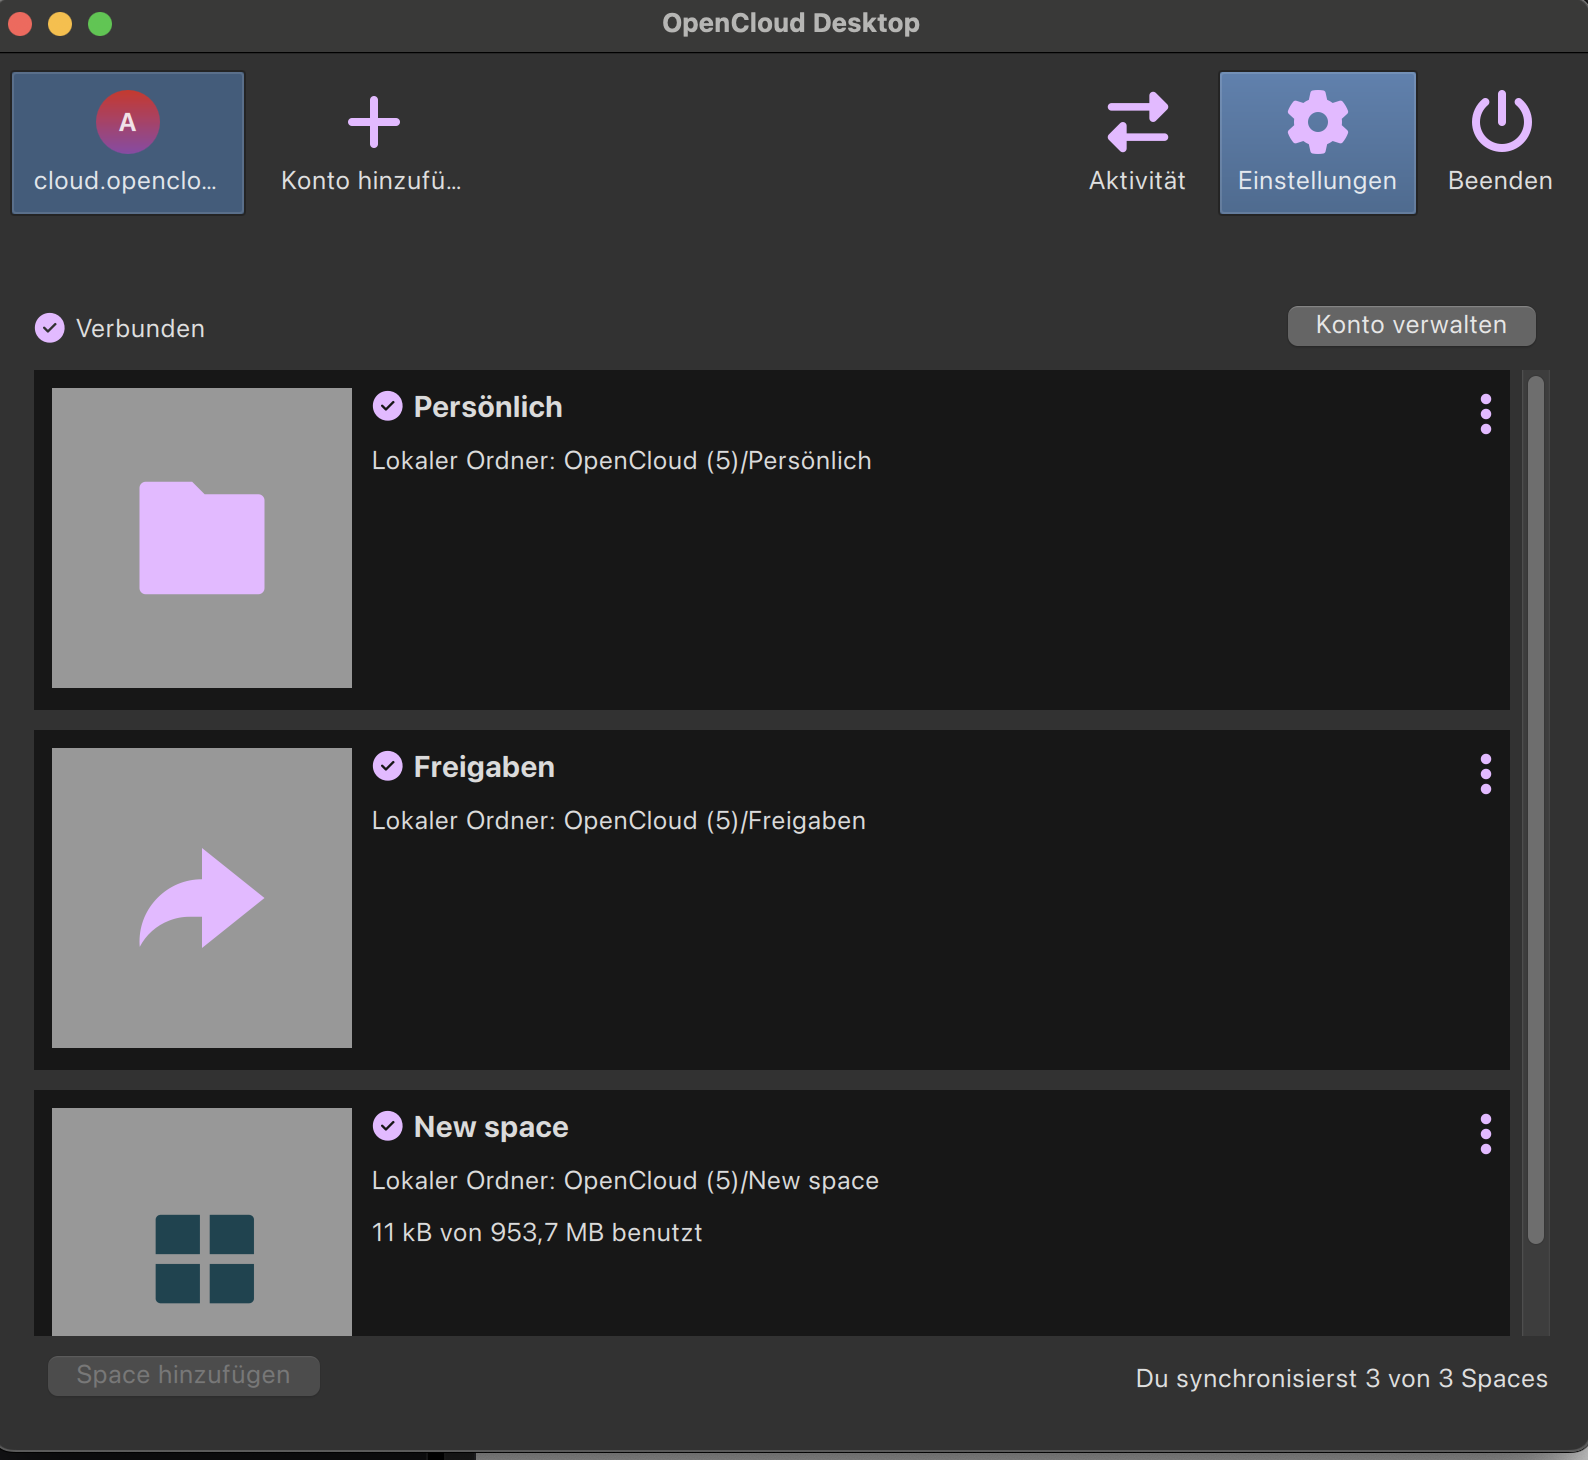 OpenCloud Desktop
A
cloud.openclo...
Konto hinzufü...
Aktivität
Einstellungen
Beenden
Verbunden
Konto verwalten
Persönlich
Lokaler Ordner: OpenCloud (5)/Persönlich
Freigaben
Lokaler Ordner: OpenCloud (5)/Freigaben
New space
Lokaler Ordner: OpenCloud (5)/New space
11 kB von 953,7 MB benutzt
Space hinzufügen
Du synchronisierst 3 von 3 Spaces